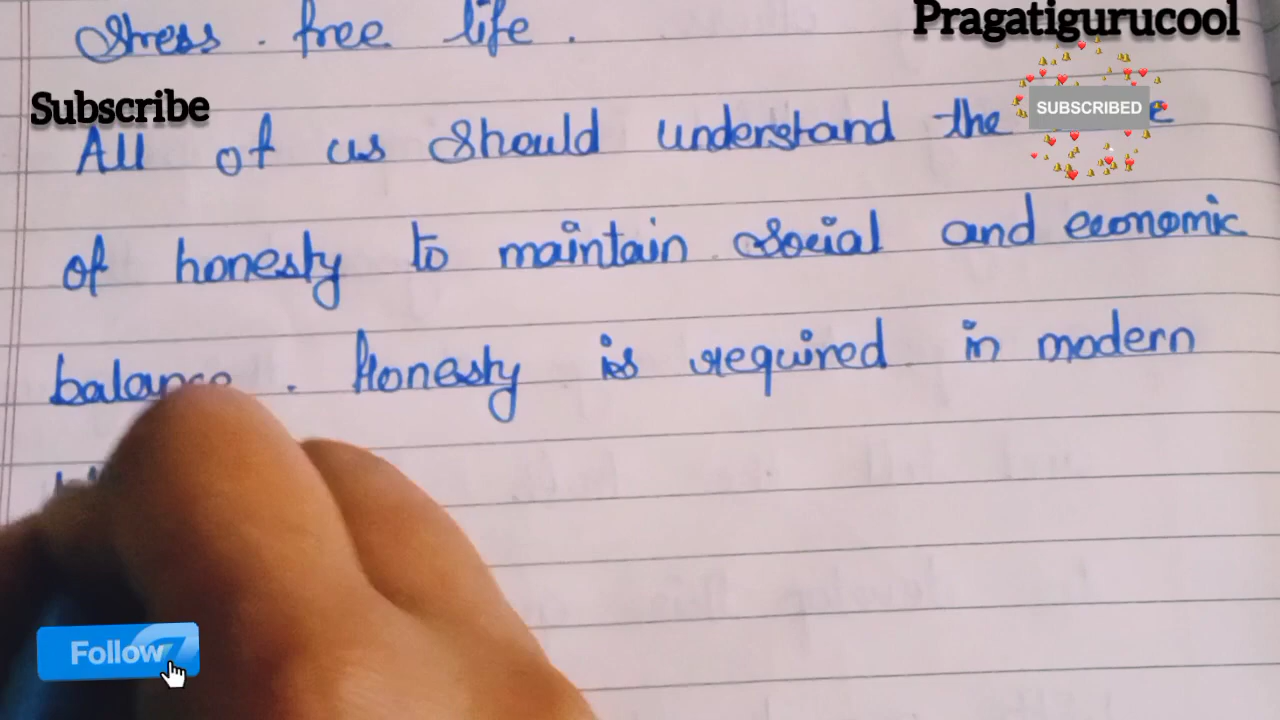 Pragatigurucool
Stress free life.
Subscribe
SUBSCRIBED
All of us should understand the
of honesty to maintain social and economic
balance. Honesty is required in modern
Follow